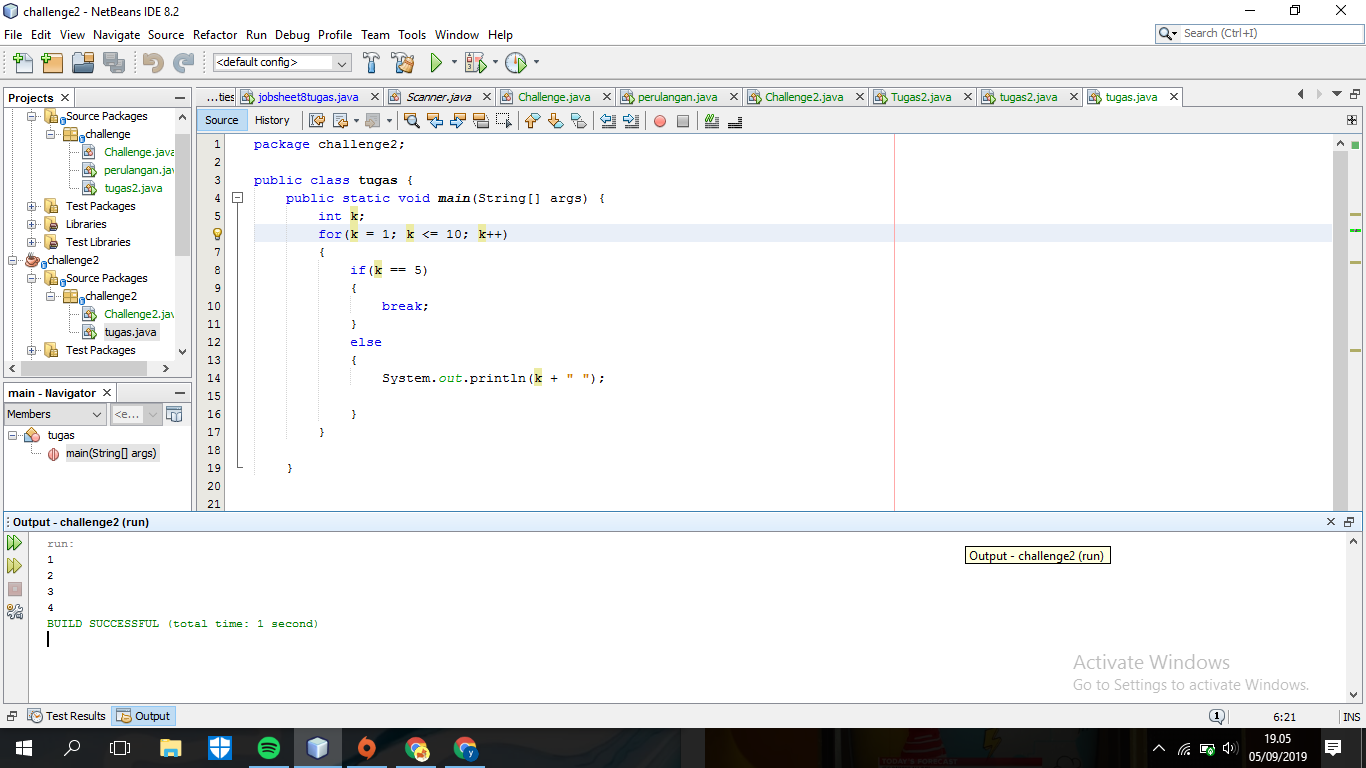 challenge2 - NetBeans IDE 8.2
File Edit View Navigate Source Refactor Run Debug Profile Team Tools Window Help
Search (Ctrl+I)
<default config>
Projects
Source Packages
challenge
Challenge.java
perulangan.jav
tugas2.java
Test Packages
Libraries
Test Libraries
challenge2
Source Packages
challenge2
Challenge2.jav
tugas.java
Test Packages
main - Navigator
Members
<e...
tugas
main(String[] args)
...ties jobsheet8tugas.java Scanner.java Challenge.java perulangan.java Challenge2.java Tugas2.java tugas2.java tugas.java
Source History
1 package challenge2;
2
3 public class tugas {
4 public static void main(String[] args) {
5 int k;
for(k = 1; k <= 10; k++)
7 {
8 if(k == 5)
9 {
10 break;
11 }
12 else
13 {
14 System.out.println(k + " ");
15
16 }
17 }
18
19 }
20
21
Output - challenge2 (run)
Output - challenge2 (run)
run:
1
2
3
4
BUILD SUCCESSFUL (total time: 1 second)
Activate Windows
Go to Settings to activate Windows.
Test Results Output
1 6:21 INS
19.05
05/09/2019